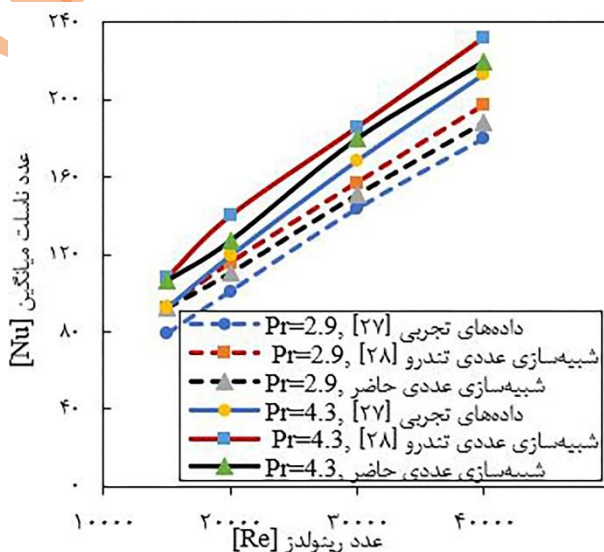 ۲۴۰
۲۰۰
۱۶۰
۱۲۰
۸۰
۴۰
۰
عدد ناسلت میانگین [Nu]
Pr=2.9, داده‌های تجربی [۲۷]
Pr=2.9, شبیه‌سازی عددی تندرو [۲۸]
Pr=2.9, شبیه‌سازی عددی حاضر
Pr=4.3, داده‌های تجربی [۲۷]
Pr=4.3, شبیه‌سازی عددی تندرو [۲۸]
Pr=4.3, شبیه‌سازی عددی حاضر
۱۰۰۰۰ ۲۰۰۰۰ ۳۰۰۰۰ ۴۰۰۰۰
عدد رینولدز [Re]